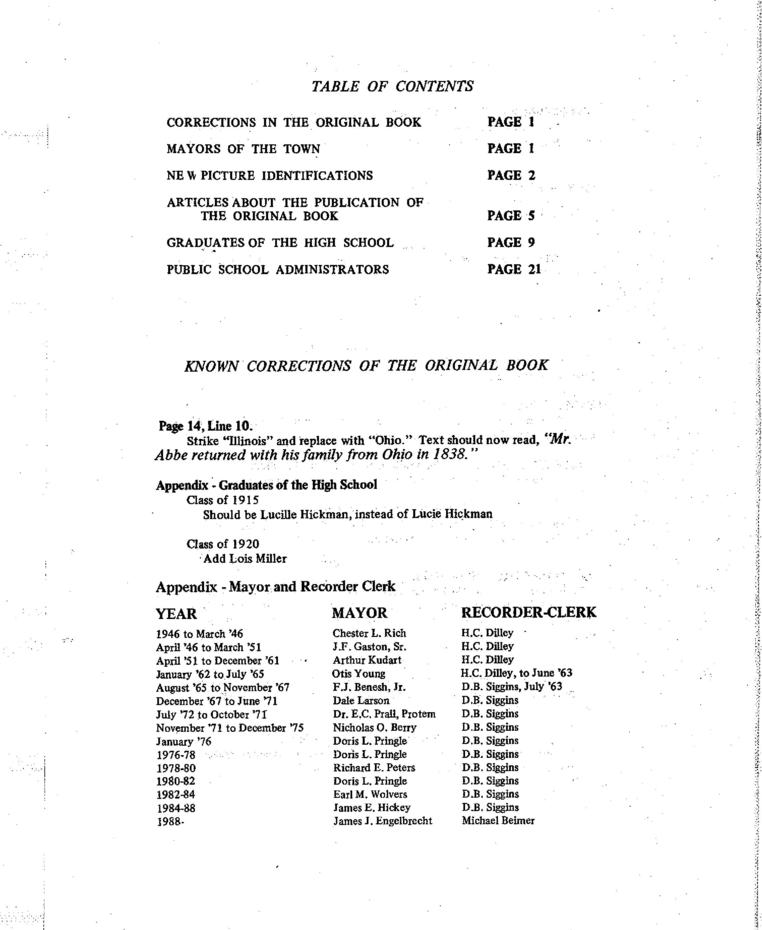 TABLE OF CONTENTS
CORRECTIONS IN THE ORIGINAL BOOK PAGE 1
MAYORS OF THE TOWN PAGE 1
NEW PICTURE IDENTIFICATIONS PAGE 2
ARTICLES ABOUT THE PUBLICATION OF
THE ORIGINAL BOOK PAGE 5
GRADUATES OF THE HIGH SCHOOL PAGE 9
PUBLIC SCHOOL ADMINISTRATORS PAGE 21
KNOWN CORRECTIONS OF THE ORIGINAL BOOK
Page 14, Line 10.
Strike “Illinois” and replace with “Ohio.” Text should now read, “Mr.
Abbe returned with his family from Ohio in 1838.”
Appendix - Graduates of the High School
Class of 1915
Should be Lucille Hickman, instead of Lucie Hickman
Class of 1920
Add Lois Miller
Appendix - Mayor and Recorder Clerk
YEAR MAYOR RECORDER-CLERK
1946 to March '46 Chester L. Rich H.C. Dilley
April '46 to March '51 J.F. Gaston, Sr. H.C. Dilley
April '51 to December '61 Arthur Kudart H.C. Dilley
January '62 to July '65 Otis Young H.C. Dilley, to June '63
August '65 to November '67 F.J. Benesh, Jr. D.B. Siggins, July '63
December '67 to June '71 Dale Larson D.B. Siggins
July '72 to October '71 Dr. E.C. Prall, Protem D.B. Siggins
November '71 to December '75 Nicholas O. Berry D.B. Siggins
January '76 Doris L. Pringle D.B. Siggins
1976-78 Doris L. Pringle D.B. Siggins
1978-80 Richard E. Peters D.B. Siggins
1980-82 Doris L. Pringle D.B. Siggins
1982-84 Earl M. Wolvers D.B. Siggins
1984-88 James E. Hickey D.B. Siggins
1988- James J. Engelbrecht Michael Beimer